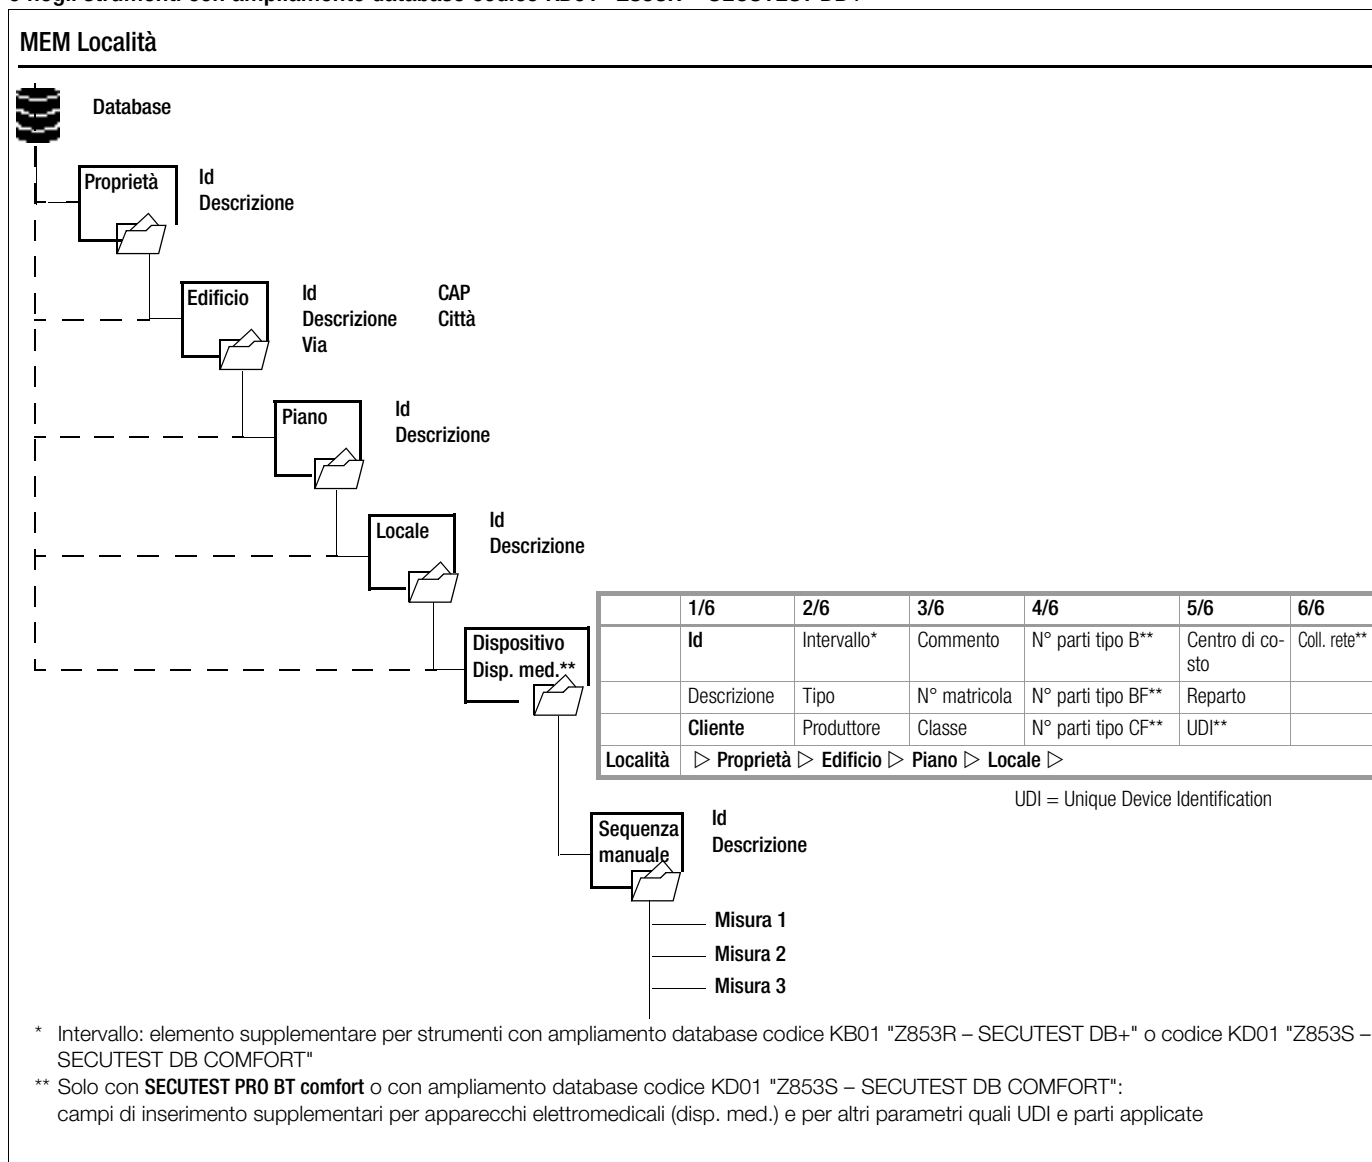 MEM Località
Database
Proprietà
Id
Descrizione
Edificio
Id
CAP
Descrizione
Città
Via
Piano
Id
Descrizione
Locale
Id
Descrizione
Dispositivo
Disp. med.**
1/6 2/6 3/6 4/6 5/6 6/6
Id Intervallo* Commento N° parti tipo B** Centro di co-
sto Coll. rete**
Descrizione Tipo N° matricola N° parti tipo BF** Reparto
Cliente Produttore Classe N° parti tipo CF** UDI**
Località ▷ Proprietà ▷ Edificio ▷ Piano ▷ Locale ▷
UDI = Unique Device Identification
Sequenza
manuale
Id
Descrizione
Misura 1
Misura 2
Misura 3
* Intervallo: elemento supplementare per strumenti con ampliamento database codice KB01 "Z853R – SECUTEST DB+" o codice KD01 "Z853S –
SECUTEST DB COMFORT"
** Solo con SECUTEST PRO BT comfort o con ampliamento database codice KD01 "Z853S – SECUTEST DB COMFORT":
campi di inserimento supplementari per apparecchi elettromedicali (disp. med.) e per altri parametri quali UDI e parti applicate